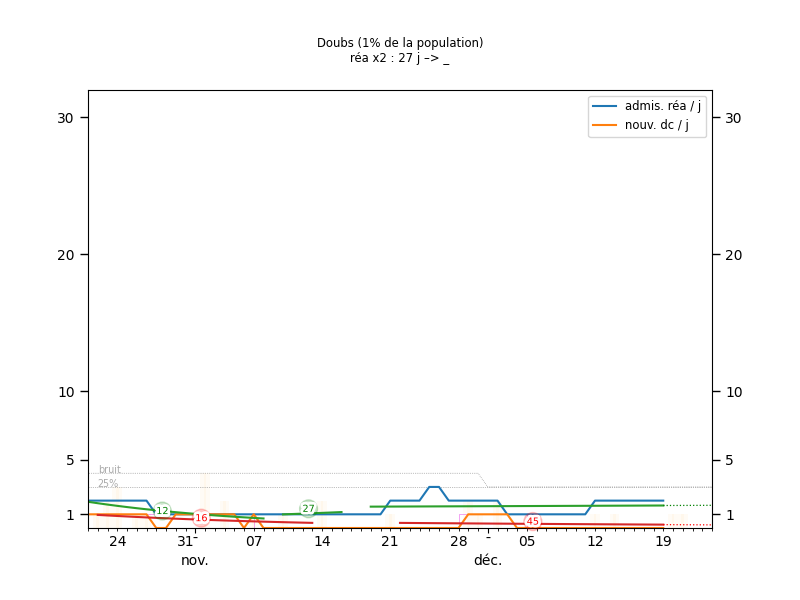 Doubs (1% de la population)
réa x2 : 27 j –> _
admis. réa / j
nouv. dc / j
30 30
20 20
10 10
5 5
1 1
bruit
25%
12 16 27 45
24 31 07 14 21 28 - 05 12 19
nov. déc.